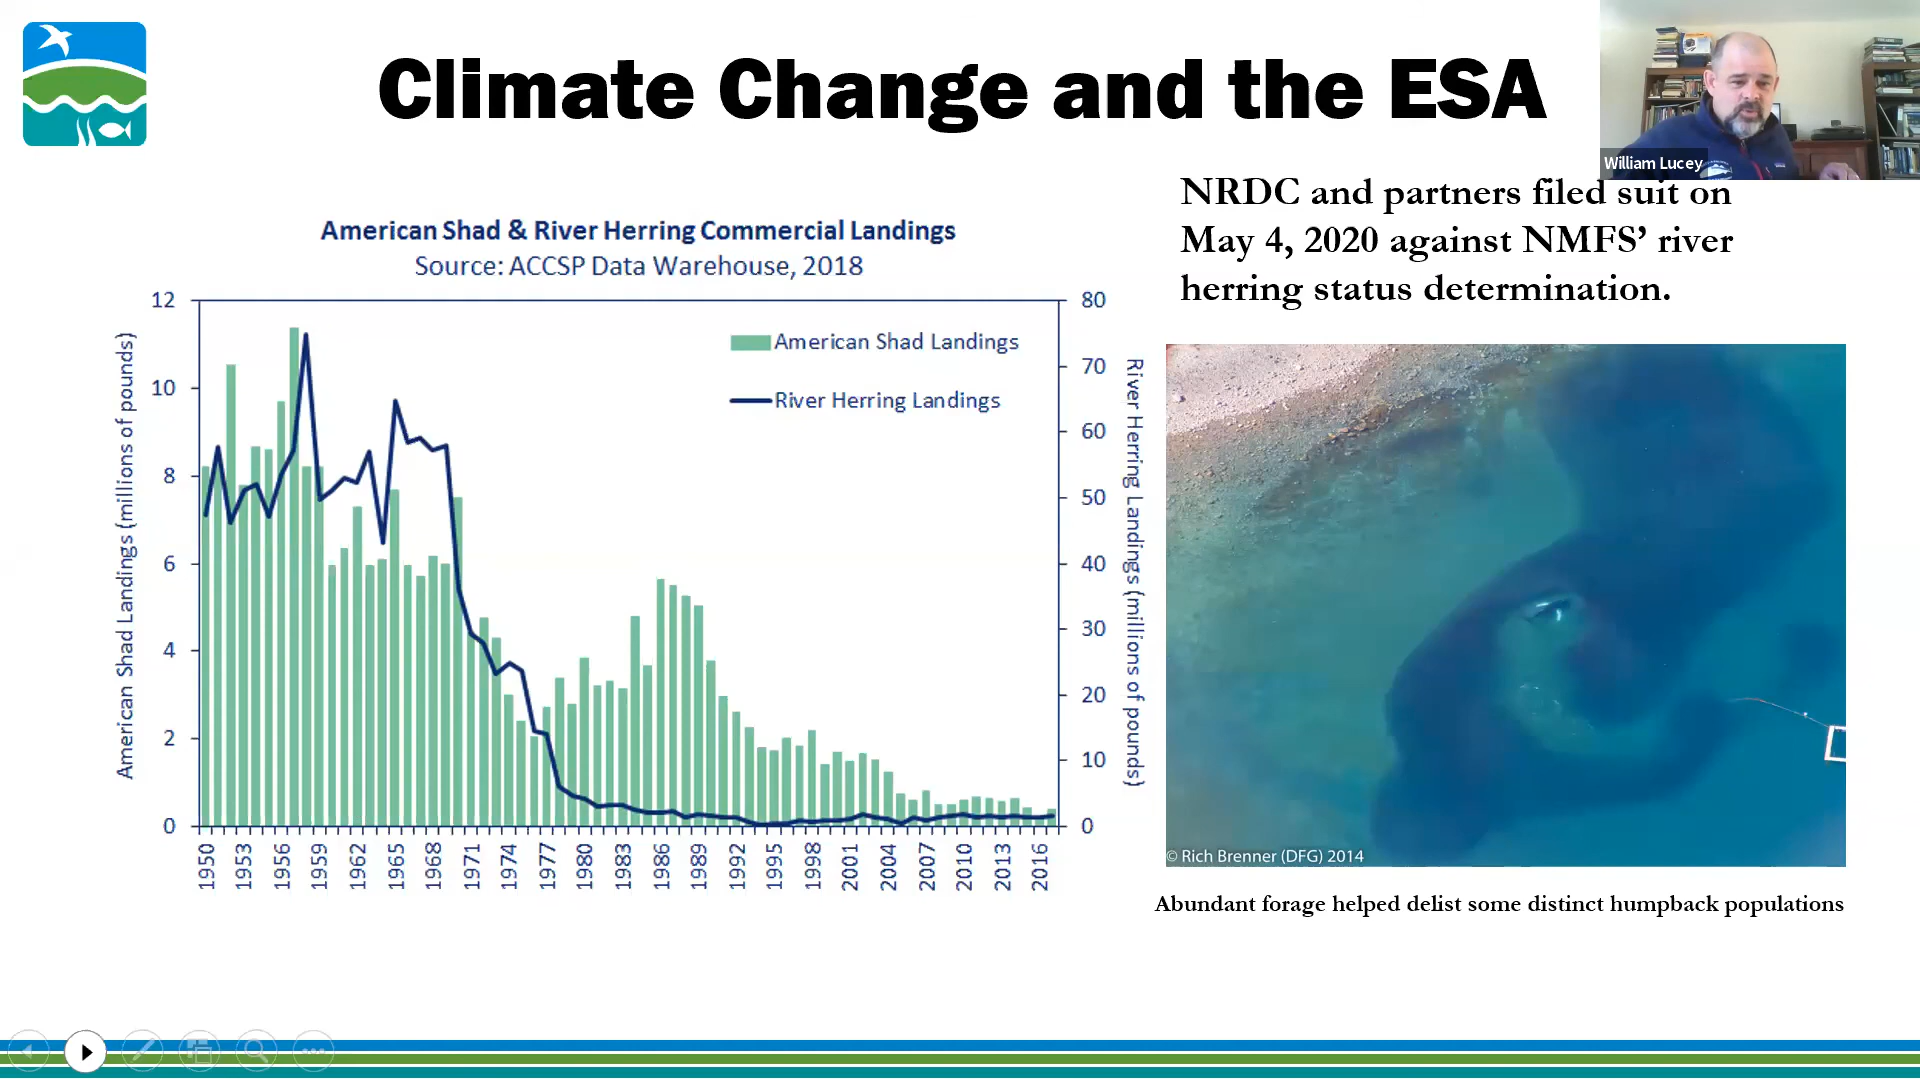 Climate Change and the ESA
William Lucey
NRDC and partners filed suit on
May 4, 2020 against NMFS’ river
herring status determination.
American Shad & River Herring Commercial Landings
Source: ACCSP Data Warehouse, 2018
American Shad Landings (millions of pounds)
12
10
8
6
4
2
0
American Shad Landings
River Herring Landings
80
70
60
50
40
30
20
10
0
River Herring Landings (millions of pounds)
1950 1953 1956 1959 1962 1965 1968 1971 1974 1977 1980 1983 1986 1989 1992 1995 1998 2001 2004 2007 2010 2013 2016
© Rich Brenner (DFG) 2014
Abundant forage helped delist some distinct humpback populations